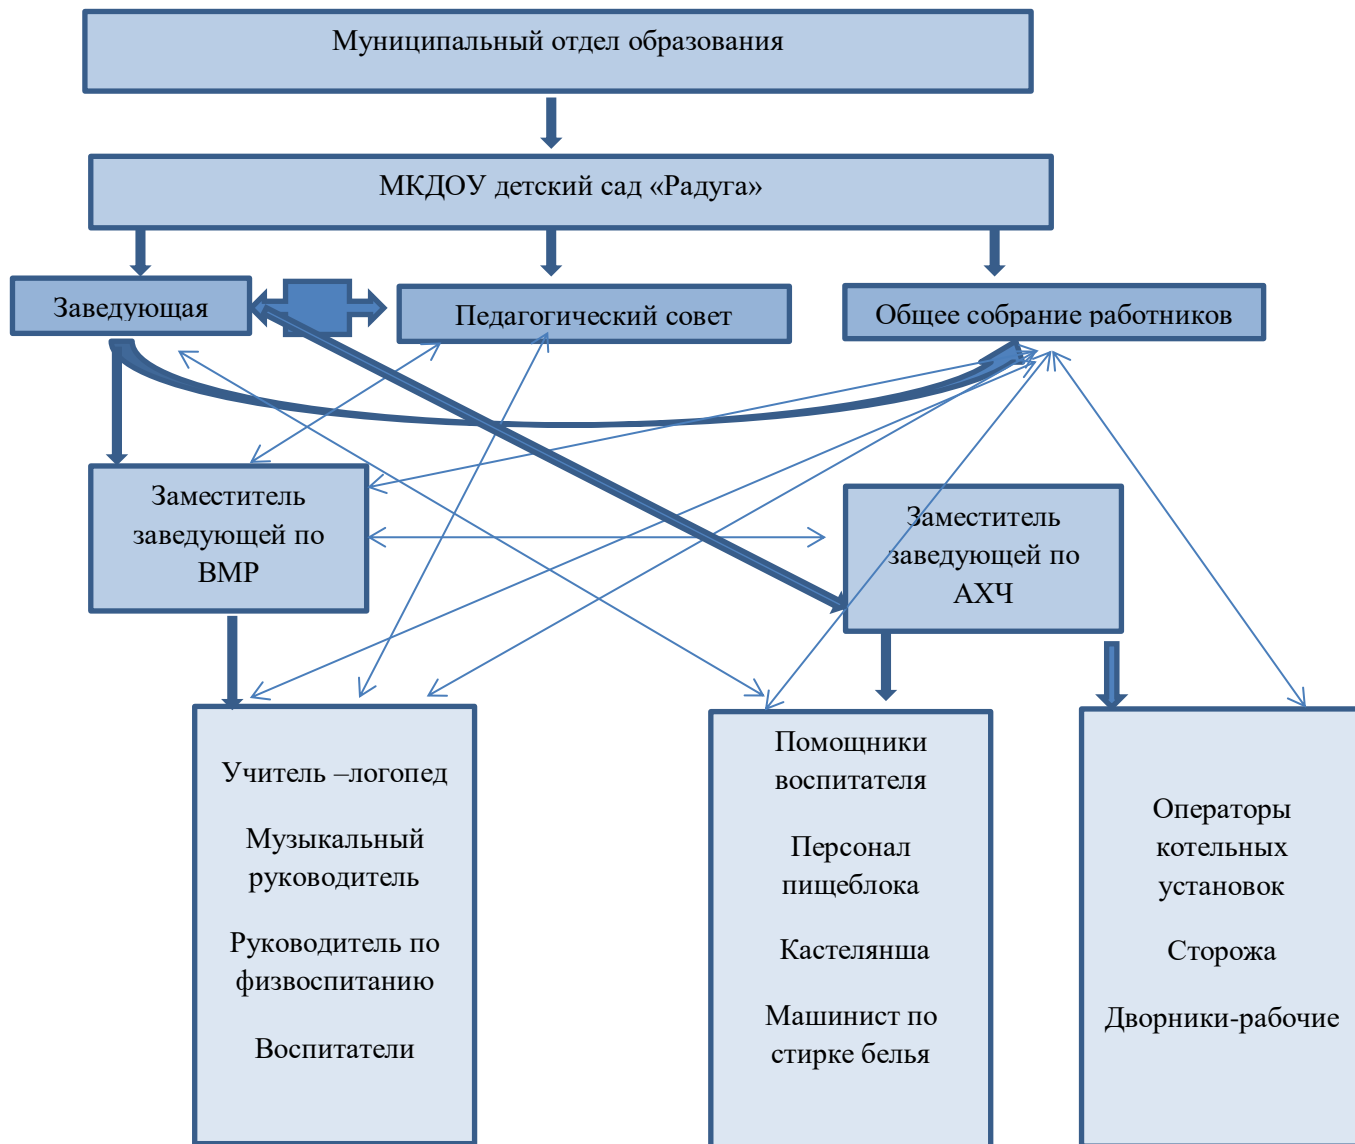 Муниципальный отдел образования
МКДОУ детский сад «Радуга»
Заведующая
Педагогический совет
Общее собрание работников
Заместитель
заведующей по
ВМР
Заместитель
заведующей по
АХЧ
Учитель –логопед
Музыкальный
руководитель
Руководитель по
физвоспитанию
Воспитатели
Помощники
воспитателя
Персонал
пищеблока
Кастелянша
Машинист по
стирке белья
Операторы
котельных
установок
Сторожа
Дворники-рабочие